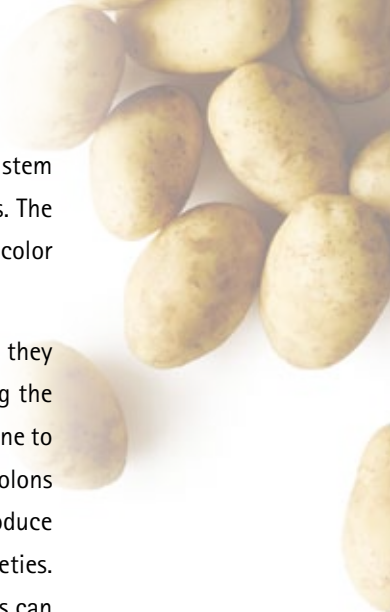 stem
s. The
color
they
g the
ne to
olons
oduce
eties.
s can